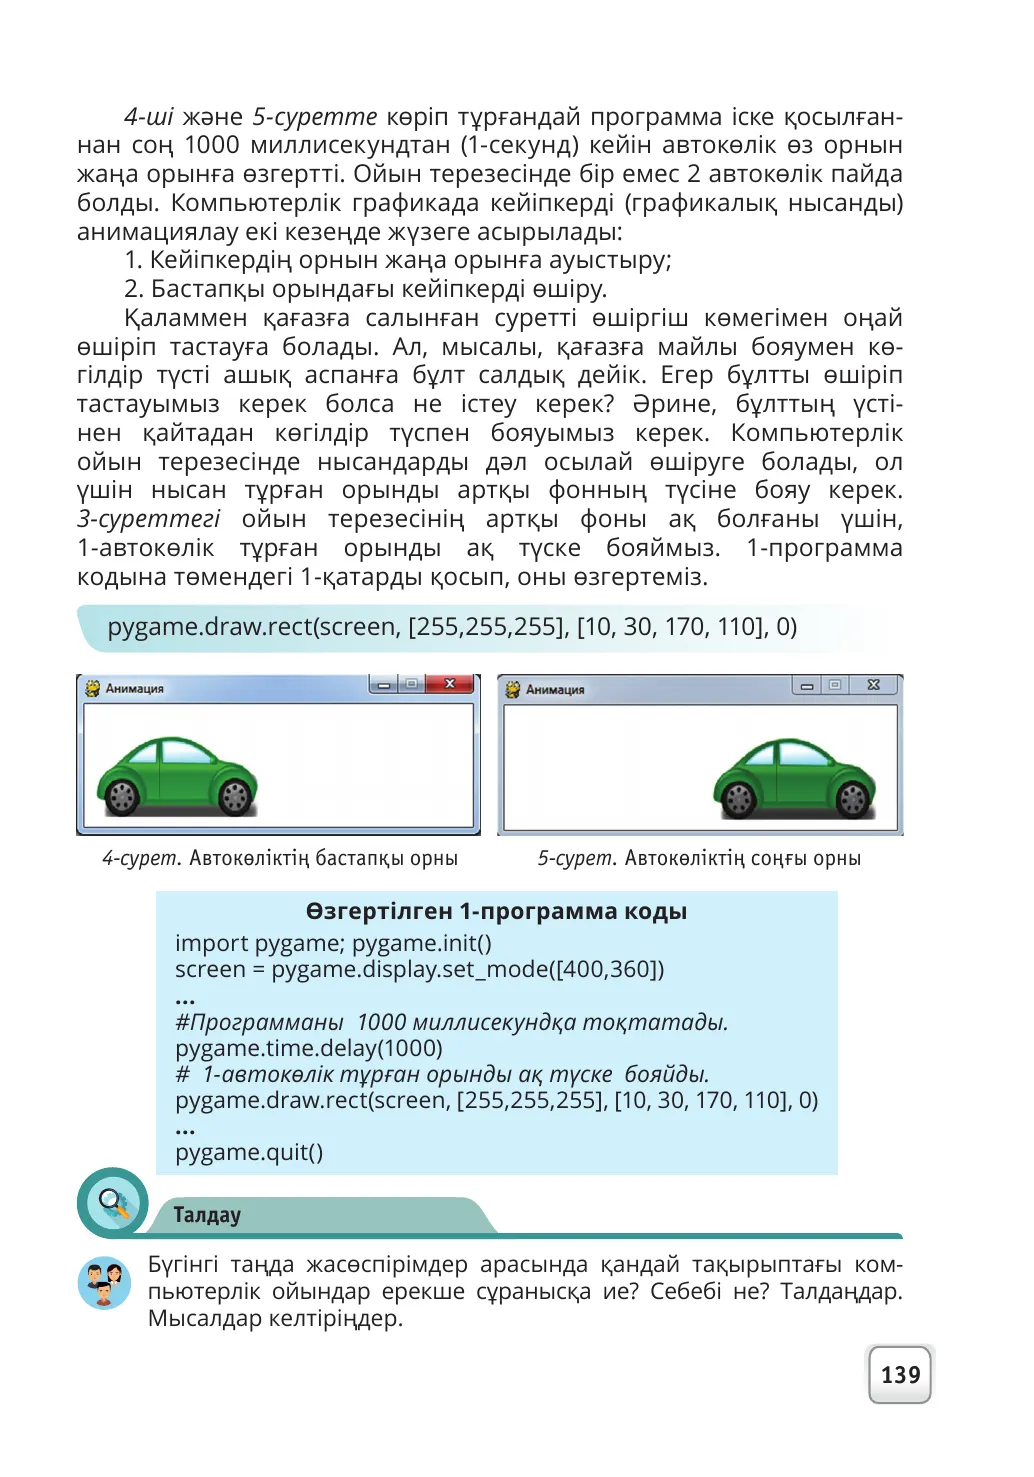 4-ші және 5-суретте көріп тұрғандай программа іске қосылған-
нан соң 1000 миллисекундтан (1-секунд) кейін автокөлік өз орнын
жаңа орынға өзгертті. Ойын терезесінде бір емес 2 автокөлік пайда
болды. Компьютерлік графикада кейіпкерді (графикалық нысанды)
анимациялау екі кезеңде жүзеге асырылады:
1. Кейіпкердің орнын жаңа орынға ауыстыру;
2. Бастапқы орындағы кейіпкерді өшіру.
Қаламмен қағазға салынған суретті өшіргіш көмегімен оңай
өшіріп тастауға болады. Ал, мысалы, қағазға майлы бояумен кө-
гілдір түсті ашық аспанға бұлт салдық дейік. Егер бұлтты өшіріп
тастауымыз керек болса не істеу керек? Әрине, бұлттың үсті-
нен қайтадан көгілдір түспен бояуымыз керек. Компьютерлік
ойын терезесінде нысандарды дәл осылай өшіруге болады, ол
үшін нысан тұрған орынды артқы фонның түсіне бояу керек.
3-суреттегі ойын терезесінің артқы фоны ақ болғаны үшін,
1-автокөлік тұрған орынды ақ түске бояймыз. 1-программа
кодына төмендегі 1-қатарды қосып, оны өзгертеміз.
pygame.draw.rect(screen, [255,255,255], [10, 30, 170, 110], 0)
Анимация
Анимация
4-сурет. Автокөліктің бастапқы орны
5-сурет. Автокөліктің соңғы орны
Өзгертілген 1-программа коды
import pygame; pygame.init()
screen = pygame.display.set_mode([400,360])
...
#Программаны 1000 миллисекундқа тоқтатады.
pygame.time.delay(1000)
# 1-автокөлік тұрған орынды ақ түске бояйды.
pygame.draw.rect(screen, [255,255,255], [10, 30, 170, 110], 0)
...
pygame.quit()
Талдау
Бүгінгі таңда жасөспірімдер арасында қандай тақырыптағы ком-
пьютерлік ойындар ерекше сұранысқа ие? Себебі не? Талдаңдар.
Мысалдар келтіріңдер.
139